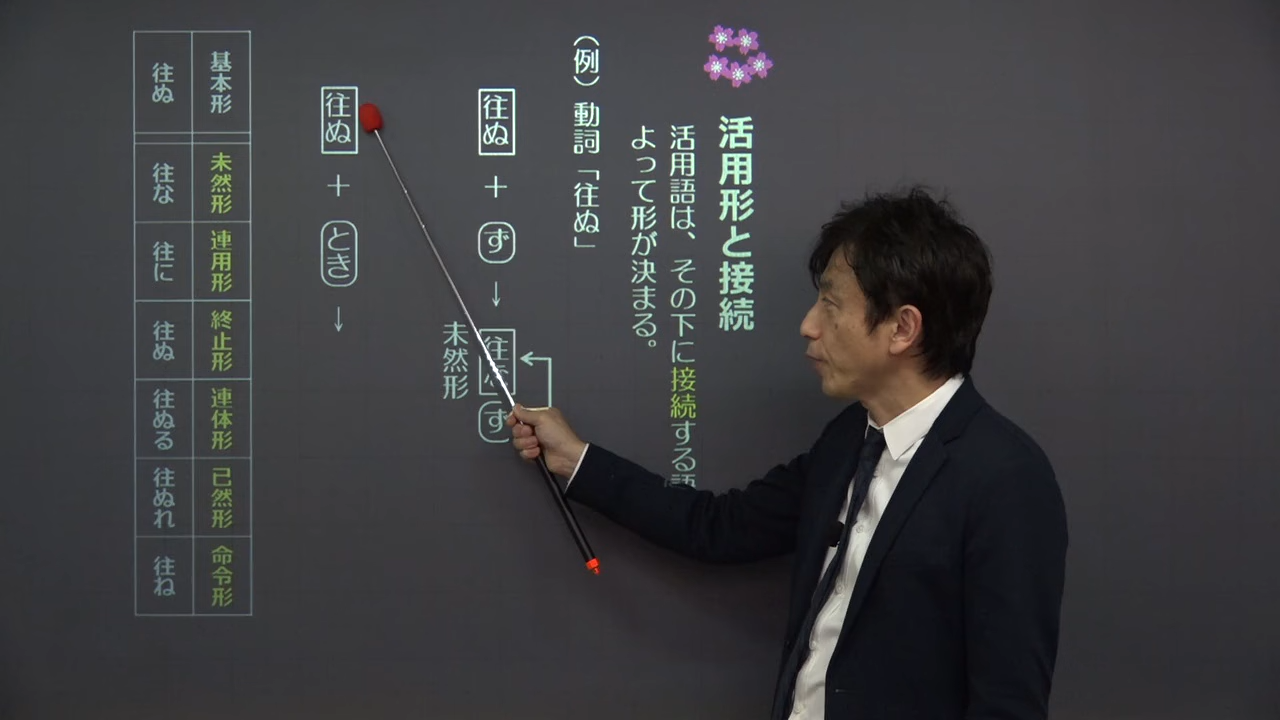 活用形と接続
活用語は、その下に接続する語
よって形が決まる。
(例)動詞「往ぬ」
往ぬ+ず→往なず
未然形
往ぬ+とき→
基本形 未然形 連用形 終止形 連体形 已然形 命令形
往ぬ 往な 往に 往ぬ 往ぬる 往ぬれ 往ね